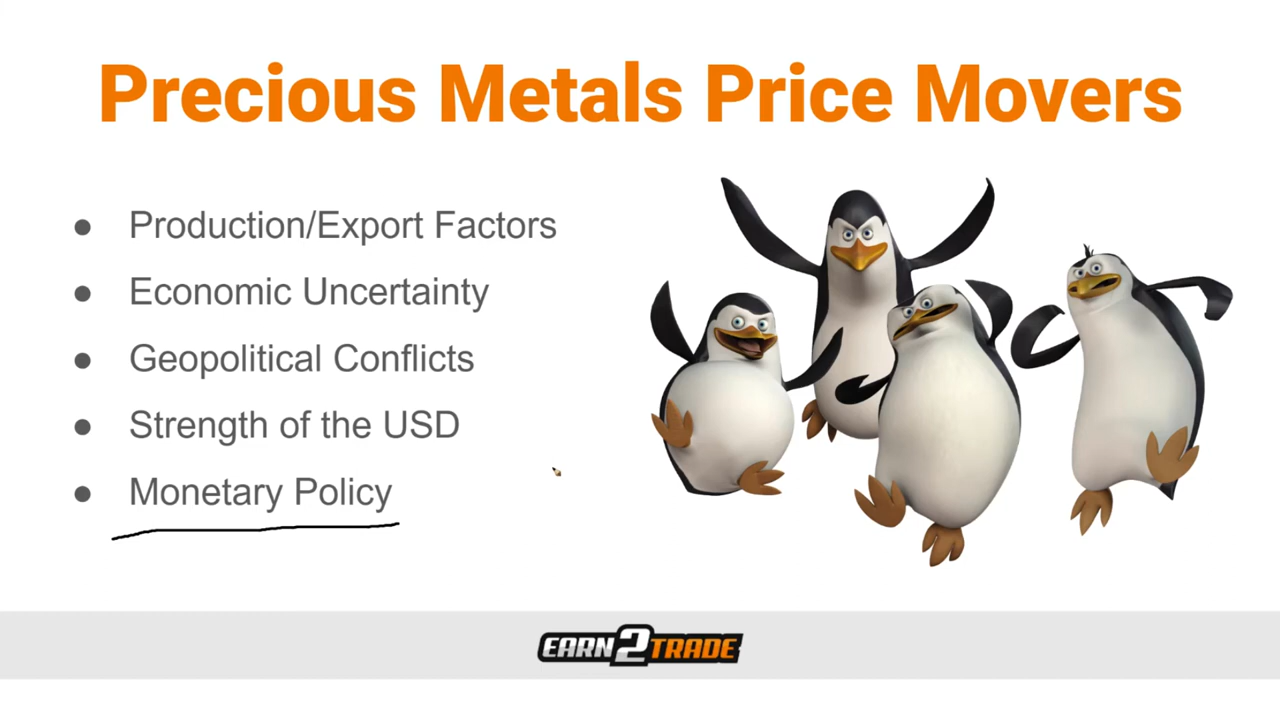 Precious Metals Price Movers
● Production/Export Factors
● Economic Uncertainty
● Geopolitical Conflicts
● Strength of the USD
● Monetary Policy
EARN2TRADE